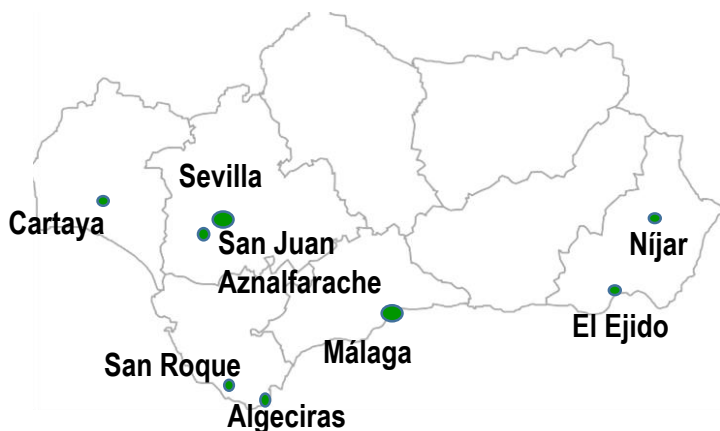 Sevilla
Cartaya
San Juan
Aznalfarache
Níjar
El Ejido
Málaga
San Roque
Algeciras